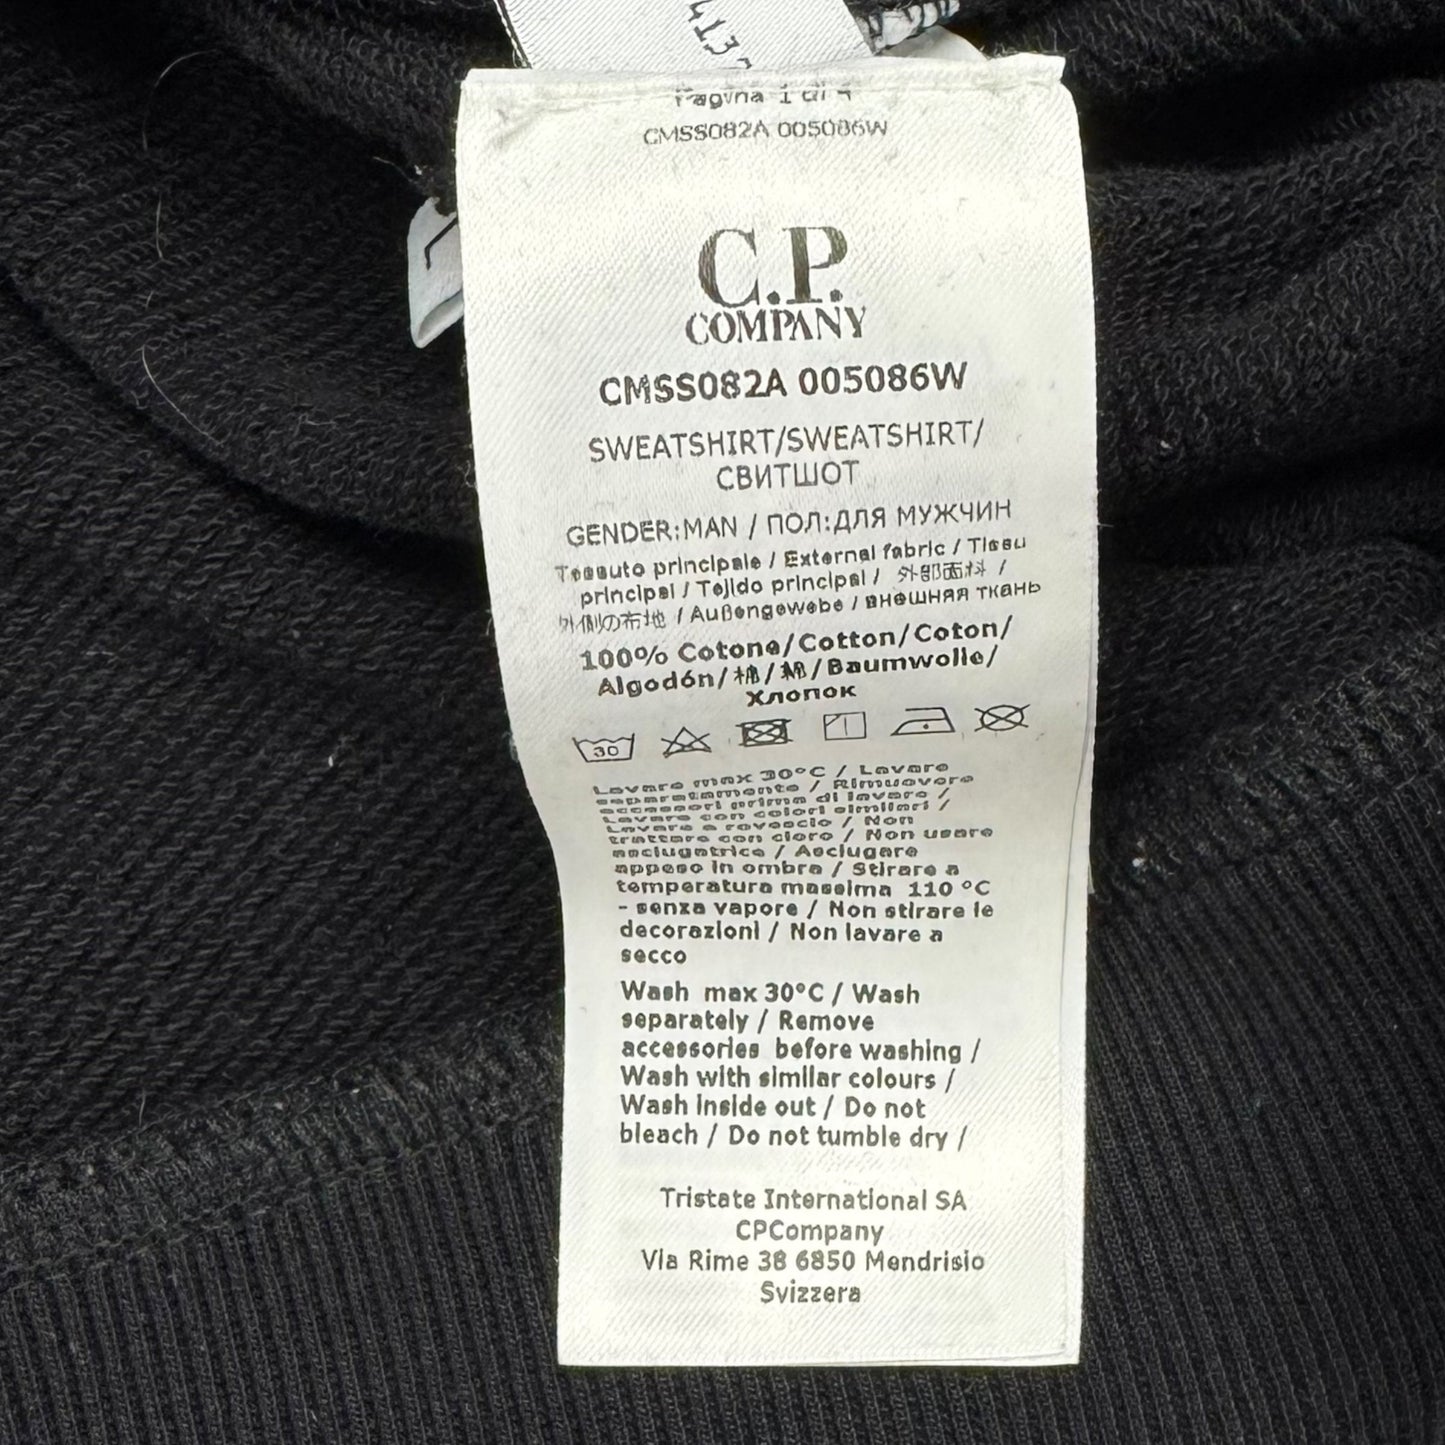 Pagina 1 di 4
CMSS082A 005086W
C.P.
COMPANY
CMSS082A 005086W
SWEATSHIRT/SWEATSHIRT/
СВИТШОТ
GENDER:MAN / ПОЛ:ДЛЯ МУЖЧИН
Tessuto principale / External fabric / Tissu
principal / Tejido principal / 外部面料 /
外側の布地 / Außengewebe / внешняя ткань
100% Cotone/Cotton/Coton/
Algodón/棉/綿/Baumwolle/
Хлопок
30
Lavare max 30°C / Lavare
separatamente / Rimuovere
accessori prima di lavare /
Lavare con colori similari /
Lavare a rovescio / Non
trattare con cloro / Non usare
asciugatrice / Asciugare
appeso in ombra / Stirare a
temperatura massima 110 °C
- senza vapore / Non stirare le
decorazioni / Non lavare a
secco
Wash max 30°C / Wash
separately / Remove
accessories before washing /
Wash with similar colours /
Wash inside out / Do not
bleach / Do not tumble dry /
Tristate International SA
CPCompany
Via Rime 38 6850 Mendrisio
Svizzera